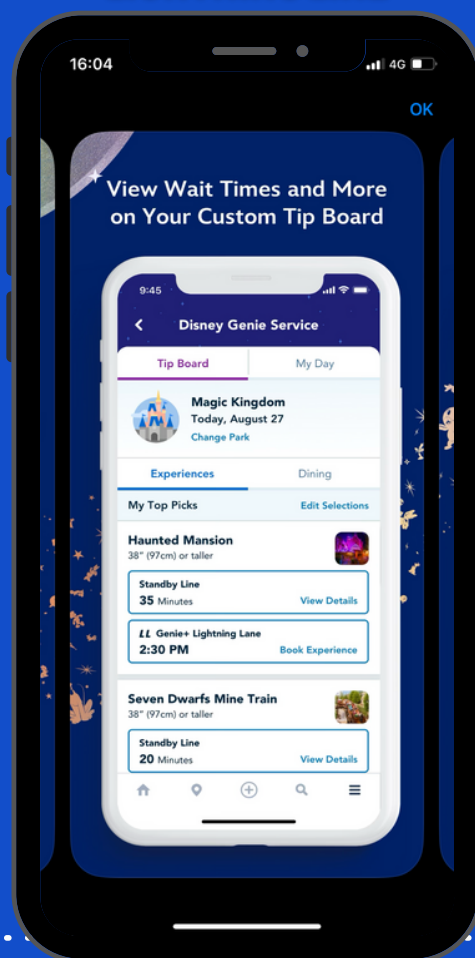 16:04
4G
OK
View Wait Times and More
on Your Custom Tip Board
9:45
Disney Genie Service
Tip Board
My Day
Magic Kingdom
Today, August 27
Change Park
Experiences
Dining
My Top Picks
Edit Selections
Haunted Mansion
38" (97cm) or taller
Standby Line
35 Minutes
View Details
LL Genie+ Lightning Lane
2:30 PM
Book Experience
Seven Dwarfs Mine Train
38" (97cm) or taller
Standby Line
20 Minutes
View Details